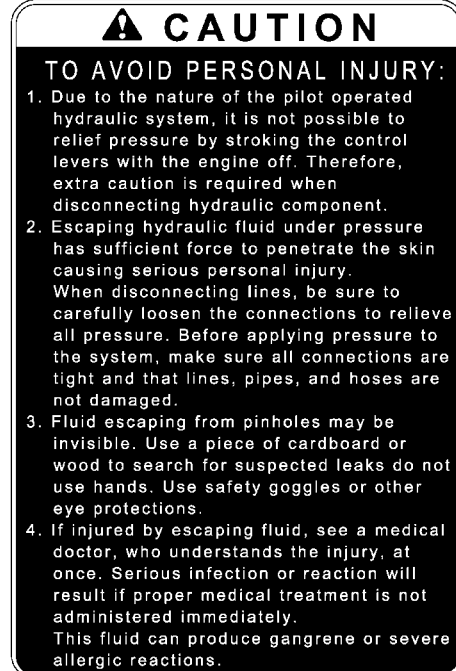 CAUTION
TO AVOID PERSONAL INJURY:
1. Due to the nature of the pilot operated
hydraulic system, it is not possible to
relief pressure by stroking the control
levers with the engine off. Therefore,
extra caution is required when
disconnecting hydraulic component.
2. Escaping hydraulic fluid under pressure
has sufficient force to penetrate the skin
causing serious personal injury.
When disconnecting lines, be sure to
carefully loosen the connections to relieve
all pressure. Before applying pressure to
the system, make sure all connections are
tight and that lines, pipes, and hoses are
not damaged.
3. Fluid escaping from pinholes may be
invisible. Use a piece of cardboard or
wood to search for suspected leaks do not
use hands. Use safety goggles or other
eye protections.
4. If injured by escaping fluid, see a medical
doctor, who understands the injury, at
once. Serious infection or reaction will
result if proper medical treatment is not
administered immediately.
This fluid can produce gangrene or severe
allergic reactions.